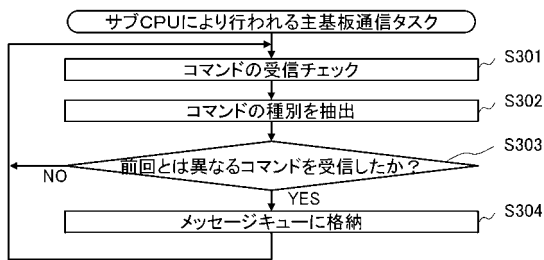 サブCPUにより行われる主基板通信タスク
コマンドの受信チェック
S301
コマンドの種別を抽出
S302
前回とは異なるコマンドを受信したか？
S303
NO
YES
メッセージキューに格納
S304